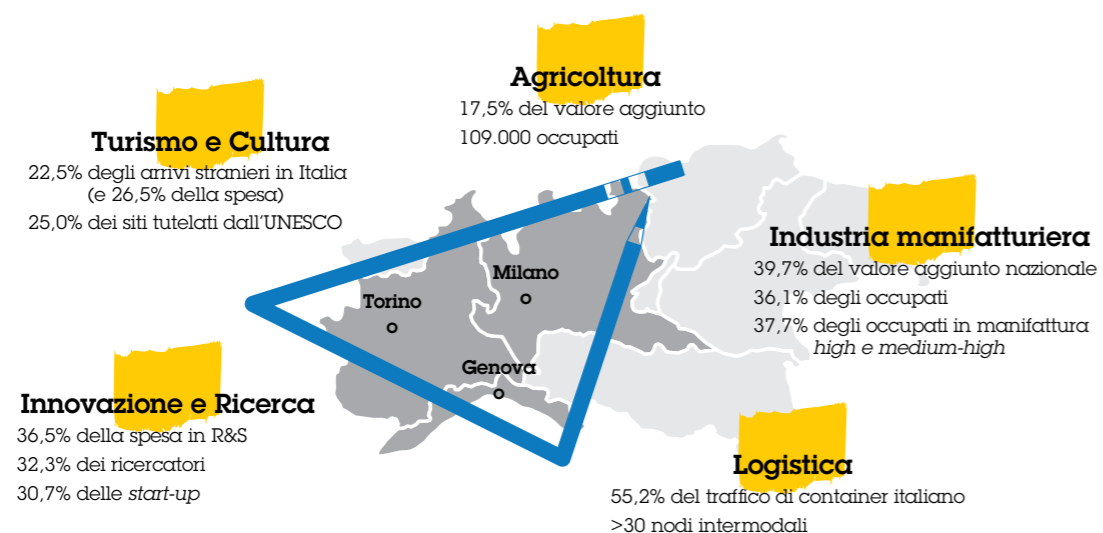 Agricoltura
17,5% del valore aggiunto
109.000 occupati
Turismo e Cultura
22,5% degli arrivi stranieri in Italia
(e 26,5% della spesa)
25,0% dei siti tutelati dall'UNESCO
Industria manifatturiera
39,7% del valore aggiunto nazionale
36,1% degli occupati
37,7% degli occupati in manifattura
high e medium-high
Milano
Torino
Genova
Innovazione e Ricerca
36,5% della spesa in R&S
32,3% dei ricercatori
30,7% delle start-up
Logistica
55,2% del traffico di container italiano
>30 nodi intermodali